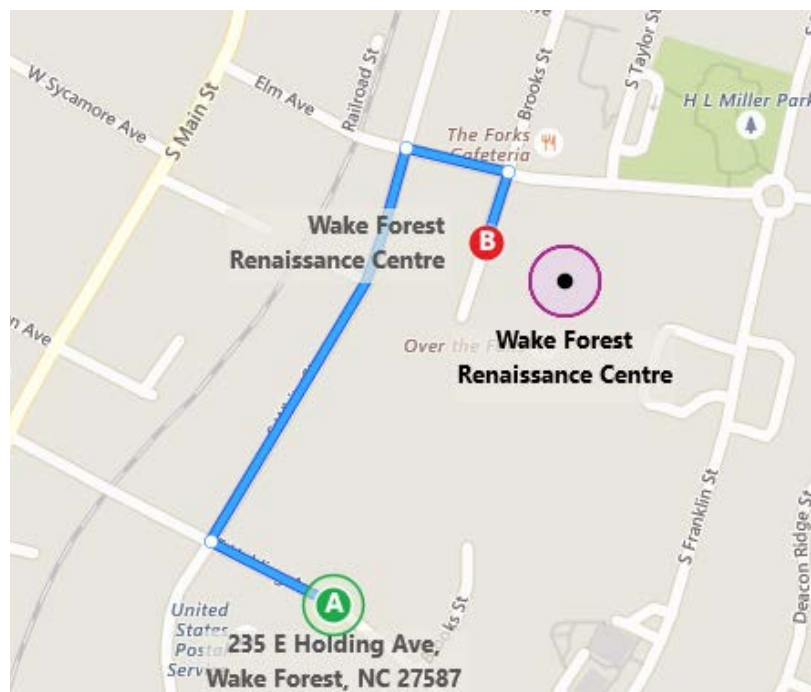 S Taylor St
Brooks St
H L Miller Park
W Sycamore Ave
S Main St
Elm Ave
Railroad St
The Forks
Cafeteria
Wake Forest
Renaissance Centre
B
Wake Forest
Renaissance Centre
Over the
Ave
S Franklin St
Deacon Ridge St
A
United
States
Postal
Service
Brooks St
235 E Holding Ave,
Wake Forest, NC 27587